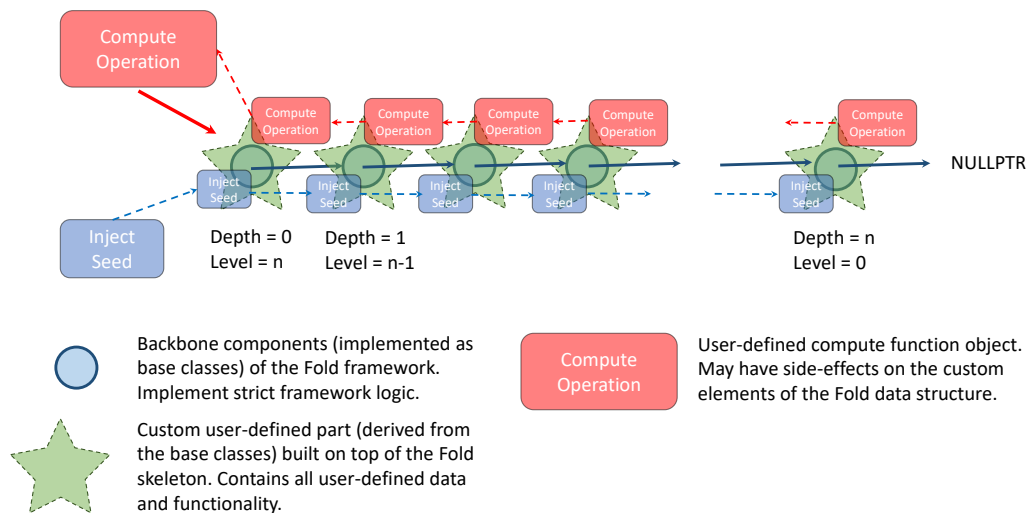 Compute
Operation
Compute
Operation
Compute
Operation
Compute
Operation
Compute
Operation
Compute
Operation
NULLPTR
Inject
Seed
Inject
Seed
Inject
Seed
Inject
Seed
Inject
Seed
Inject
Seed
Depth = 0
Level = n
Depth = 1
Level = n-1
Depth = n
Level = 0
Backbone components (implemented as
base classes) of the Fold framework.
Implement strict framework logic.
Custom user-defined part (derived from
the base classes) built on top of the Fold
skeleton. Contains all user-defined data
and functionality.
Compute
Operation
User-defined compute function object.
May have side-effects on the custom
elements of the Fold data structure.